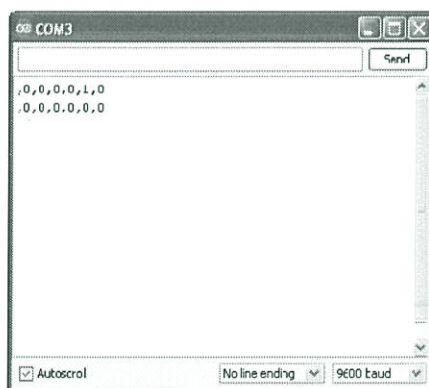 COM3
Send
,0,0,0.0,1,0
,0,0,0.0,0,0
Autoscrol
No line ending
9600 baud